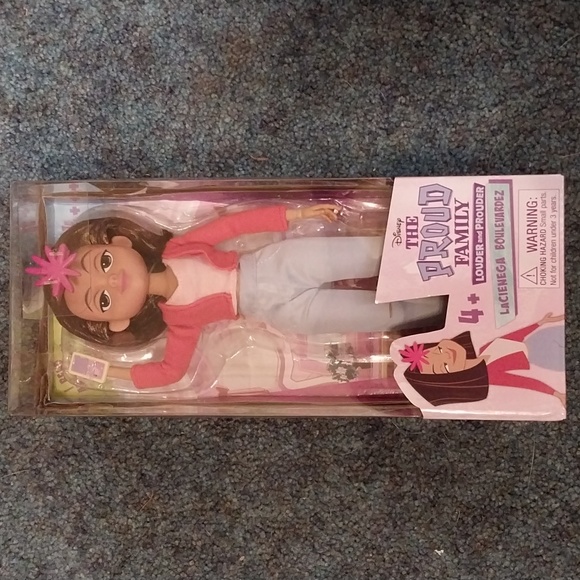 Disney
THE
PROUD
FAMILY
LOUDER and PROUDER
LACIENEGA BOULEVARDEZ
4+
WARNING:
CHOKING HAZARD Small parts.
Not for children under 3 years.